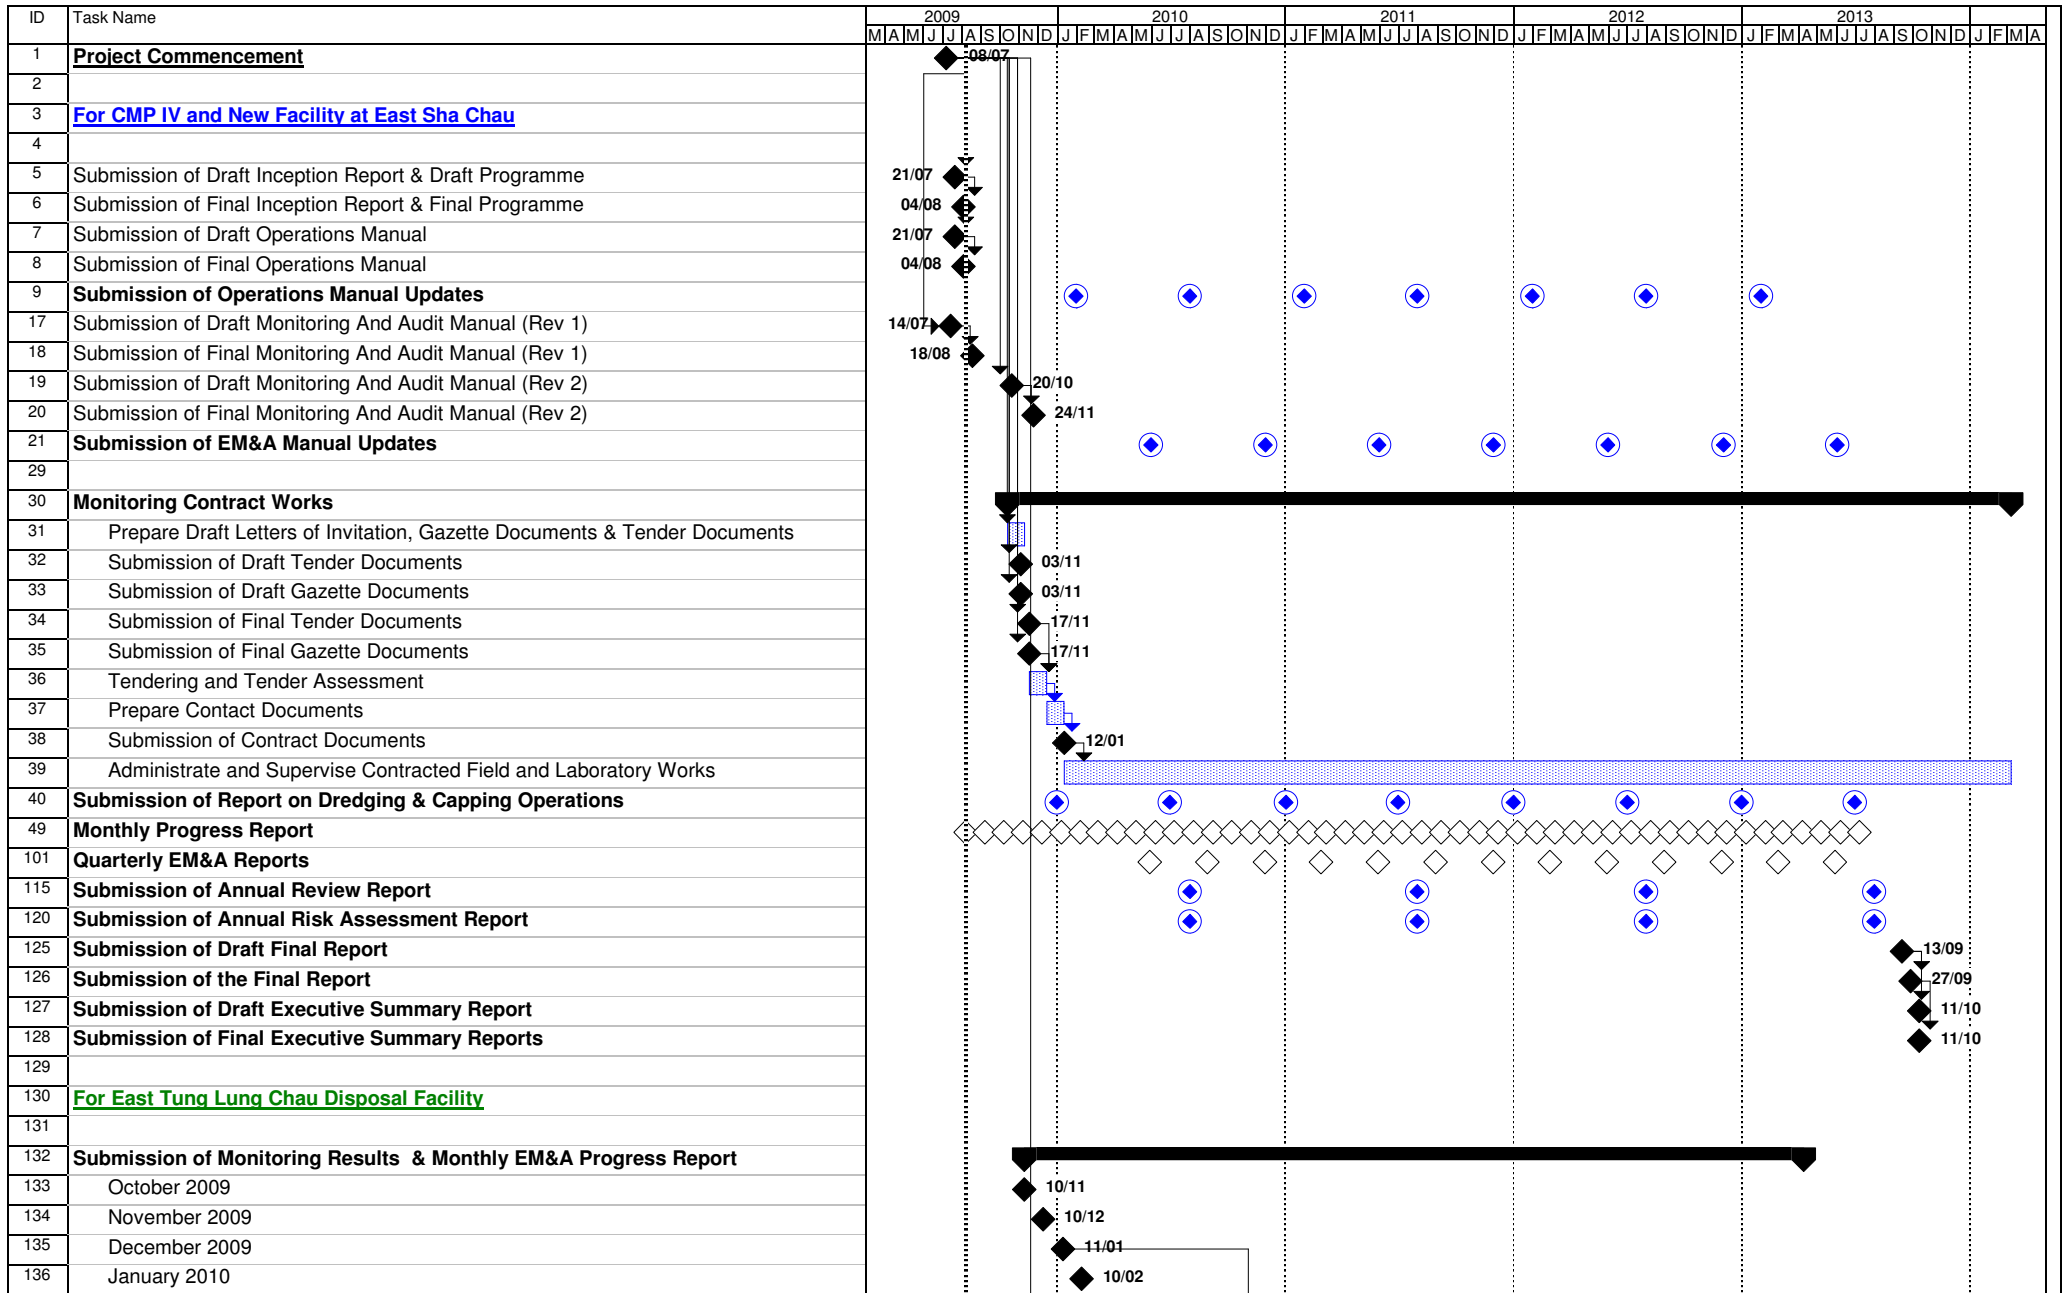 ID Task Name 2009 2010 2011 2012 2013
M A M J J A S O N D J F M A M J J A S O N D J F M A M J J A S O N D J F M A M J J A S O N D J F M A M J J A S O N D J F M A
1 Project Commencement 08/07
2
3 For CMP IV and New Facility at East Sha Chau
4
5 Submission of Draft Inception Report & Draft Programme 21/07
6 Submission of Final Inception Report & Final Programme 04/08
7 Submission of Draft Operations Manual 21/07
8 Submission of Final Operations Manual 04/08
9 Submission of Operations Manual Updates
17 Submission of Draft Monitoring And Audit Manual (Rev 1) 14/07
18 Submission of Final Monitoring And Audit Manual (Rev 1) 18/08
19 Submission of Draft Monitoring And Audit Manual (Rev 2) 20/10
20 Submission of Final Monitoring And Audit Manual (Rev 2) 24/11
21 Submission of EM&A Manual Updates
29
30 Monitoring Contract Works
31 Prepare Draft Letters of Invitation, Gazette Documents & Tender Documents
32 Submission of Draft Tender Documents 03/11
33 Submission of Draft Gazette Documents 03/11
34 Submission of Final Tender Documents 17/11
35 Submission of Final Gazette Documents 17/11
36 Tendering and Tender Assessment
37 Prepare Contact Documents
38 Submission of Contract Documents 12/01
39 Administrate and Supervise Contracted Field and Laboratory Works
40 Submission of Report on Dredging & Capping Operations
49 Monthly Progress Report
101 Quarterly EM&A Reports
115 Submission of Annual Review Report
120 Submission of Annual Risk Assessment Report
125 Submission of Draft Final Report 13/09
126 Submission of the Final Report 27/09
127 Submission of Draft Executive Summary Report 11/10
128 Submission of Final Executive Summary Reports 11/10
129
130 For East Tung Lung Chau Disposal Facility
131
132 Submission of Monitoring Results & Monthly EM&A Progress Report
133 October 2009 10/11
134 November 2009 10/12
135 December 2009 11/01
136 January 2010 10/02